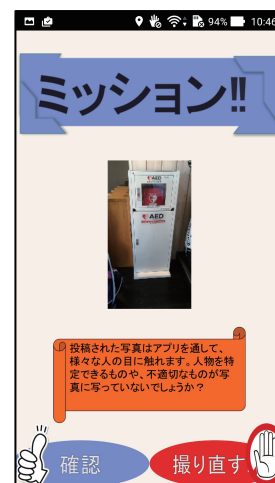 94% 10:46
ミッション!!
AED
AED
投稿された写真はアプリを通して、
様々な人の目に触れます。人物を特
定できるものや、不適切なものが写
真に写っていないでしょうか？
確認 撮り直す